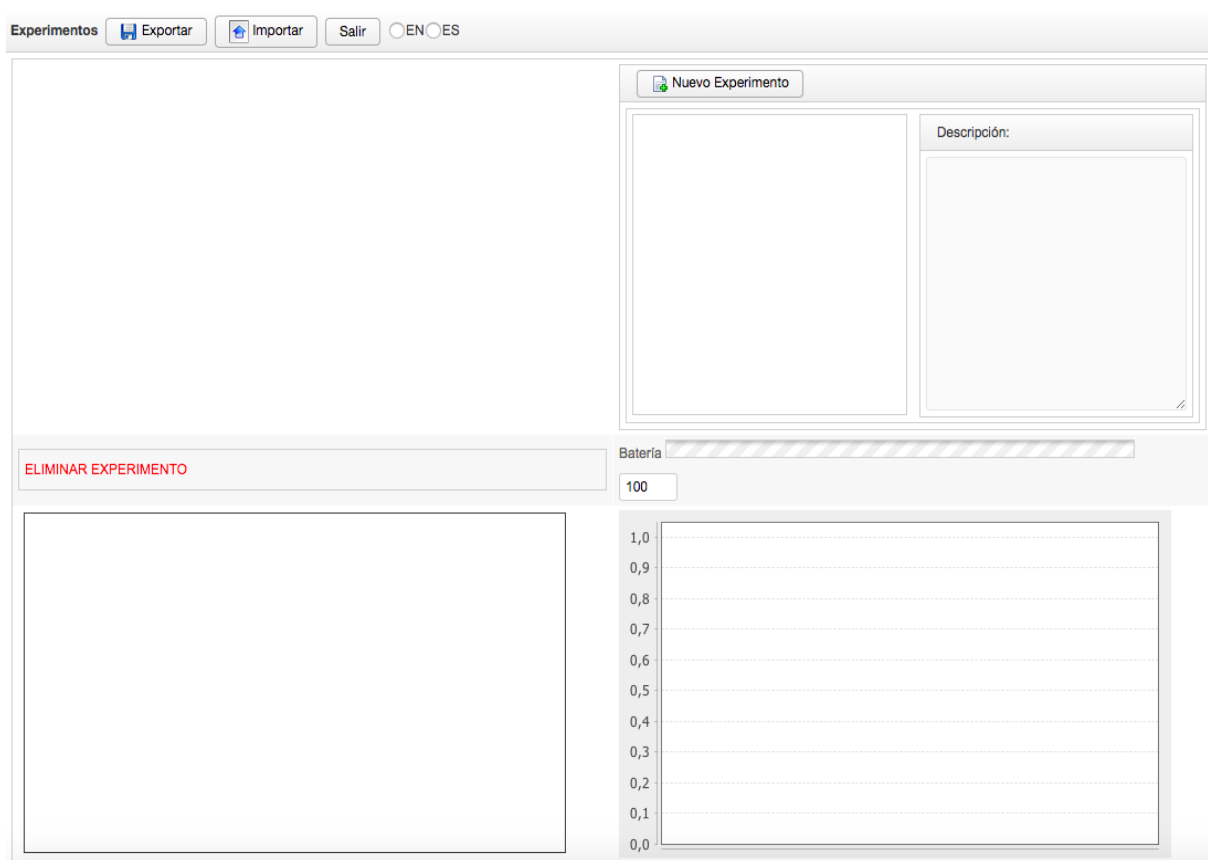 Experimentos Exportar Importar Salir EN ES
Nuevo Experimento
Descripción:
ELIMINAR EXPERIMENTO
Batería
100
1,0
0,9
0,8
0,7
0,6
0,5
0,4
0,3
0,2
0,1
0,0